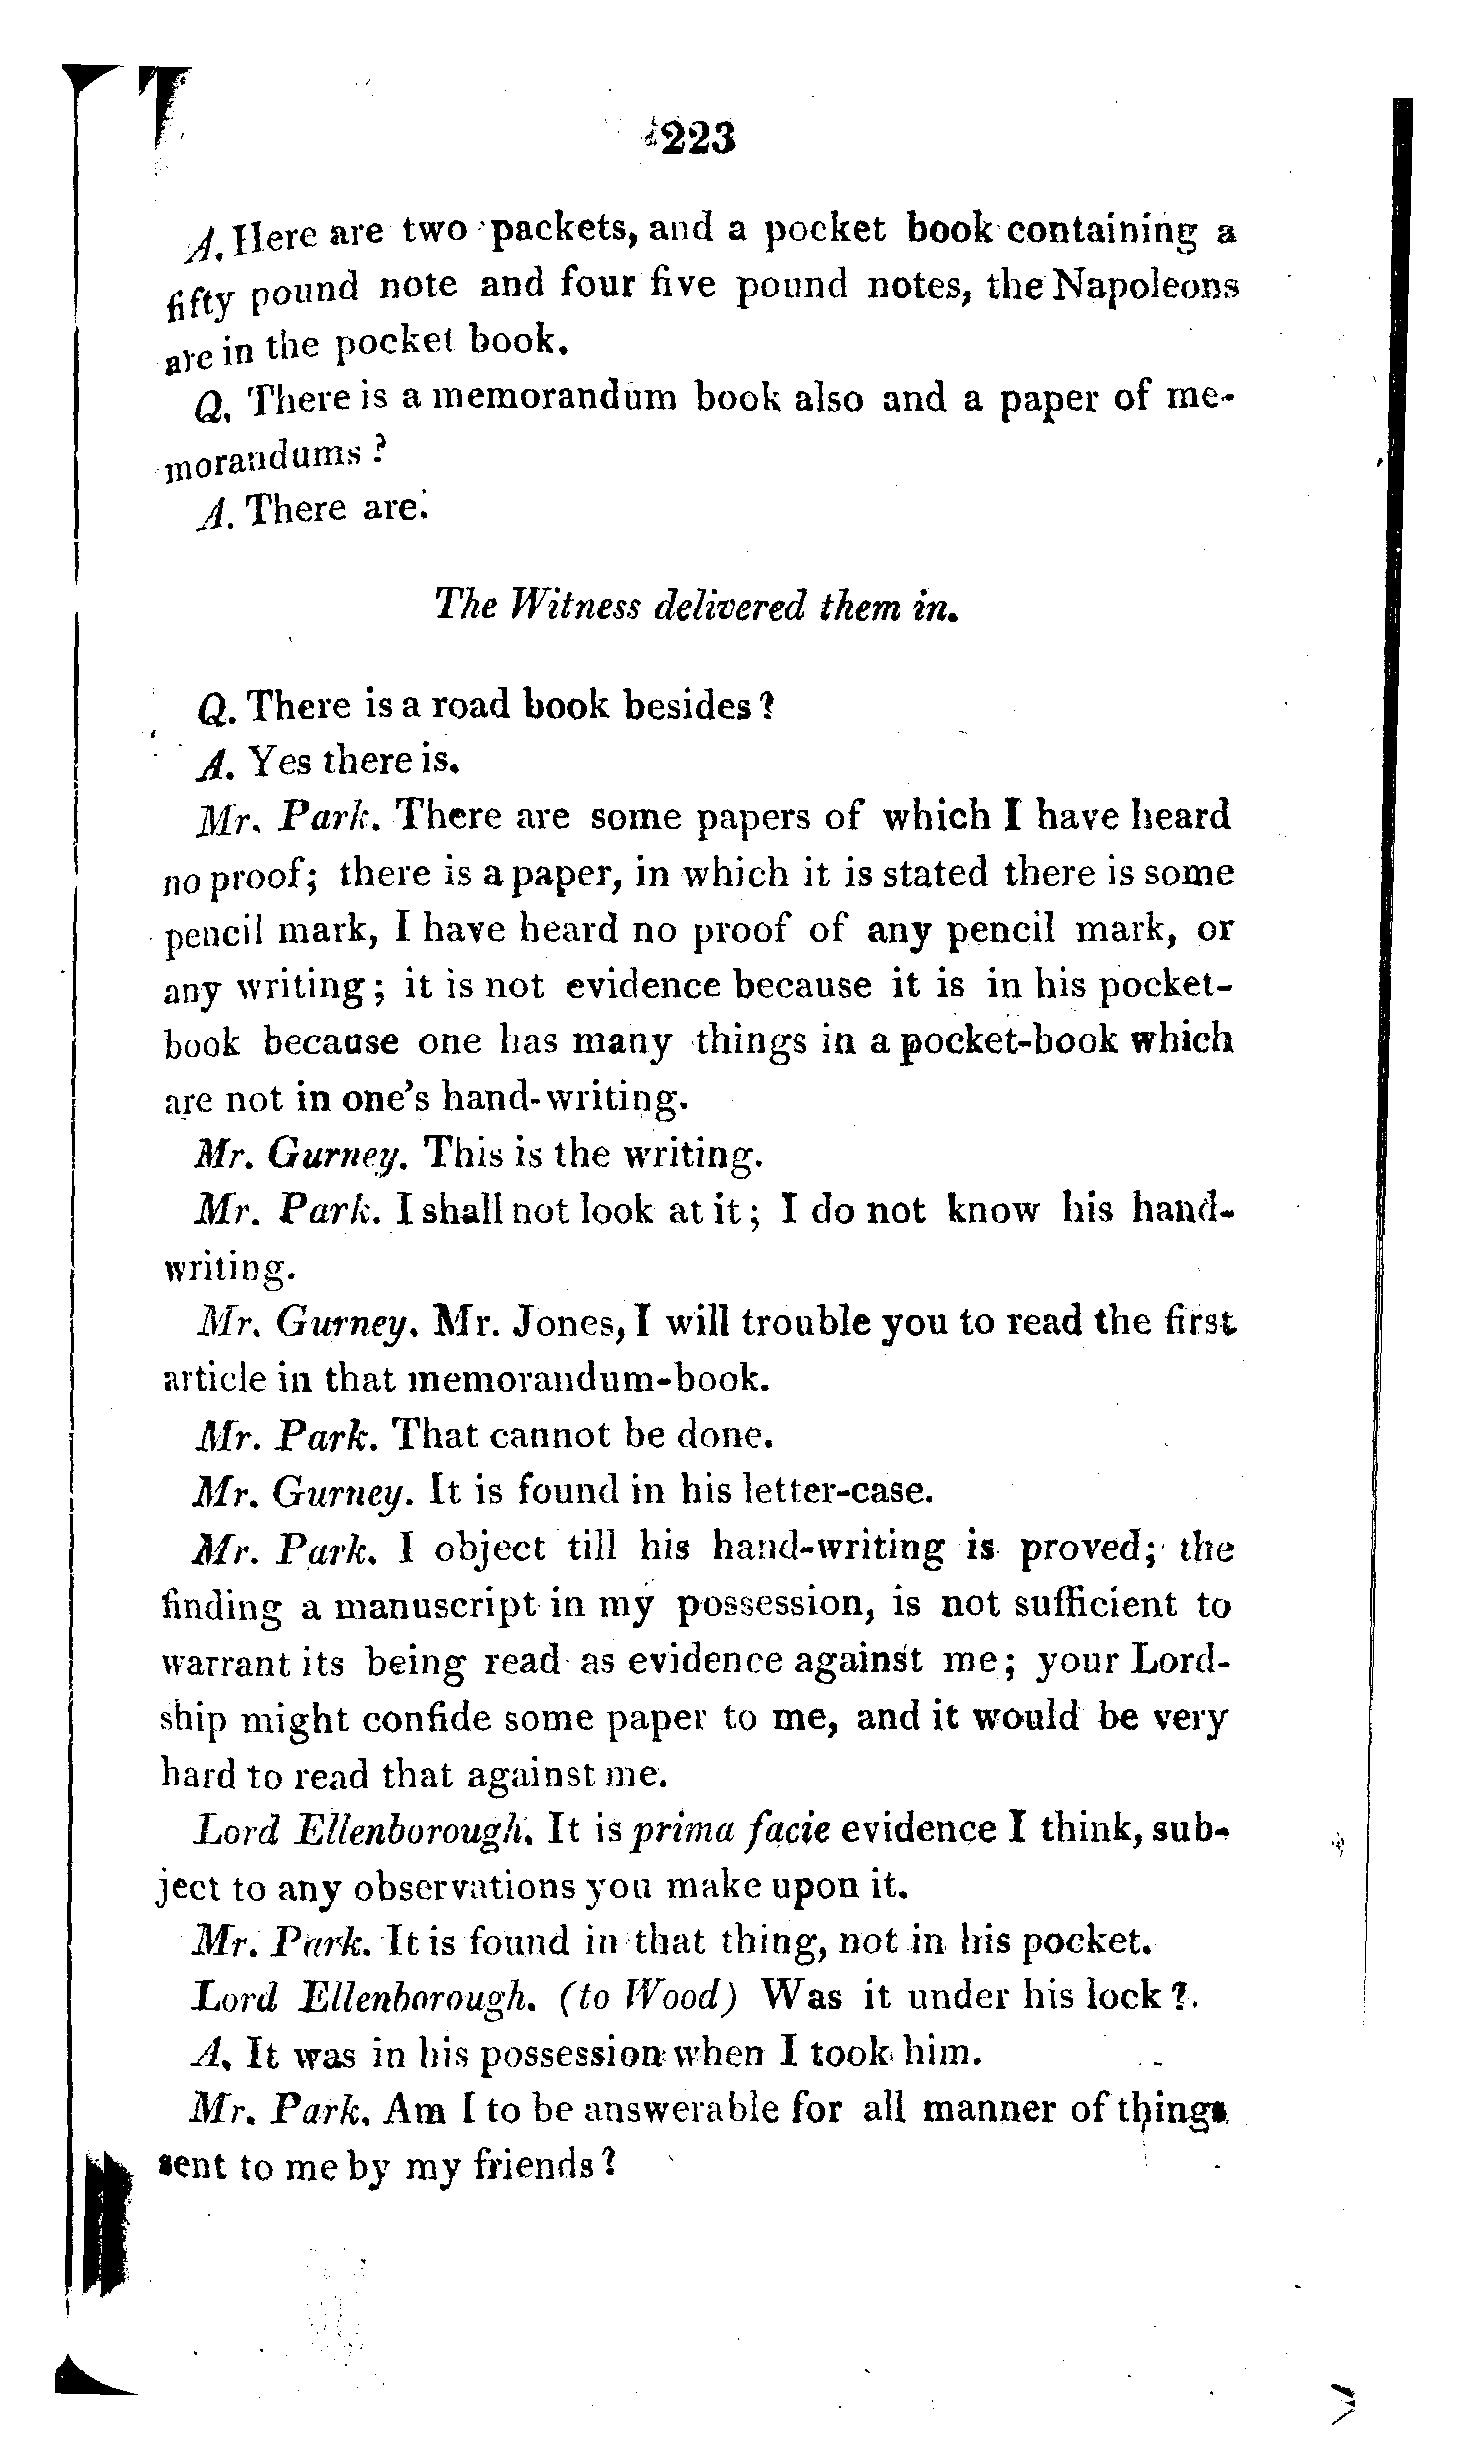 223
A. Here are two packets, and a pocket book containing a
fifty pound note and four five pound notes, the Napoleons
are in the pocket book.
Q. There is a memorandum book also and a paper of me-
morandums?
A. There are.
The Witness delivered them in.
Q. There is a road book besides?
A. Yes there is.
Mr. Park. There are some papers of which I have heard
no proof; there is a paper, in which it is stated there is some
pencil mark, I have heard no proof of any pencil mark, or
any writing; it is not evidence because it is in his pocket-
book because one has many things in a pocket-book which
are not in one's hand-writing.
Mr. Gurney. This is the writing.
Mr. Park. I shall not look at it; I do not know his hand-
writing.
Mr. Gurney. Mr. Jones, I will trouble you to read the first
article in that memorandum-book.
Mr. Park. That cannot be done.
Mr. Gurney. It is found in his letter-case.
Mr. Park. I object till his hand-writing is proved; the
finding a manuscript in my possession, is not sufficient to
warrant its being read as evidence against me; your Lord-
ship might confide some paper to me, and it would be very
hard to read that against me.
Lord Ellenborough. It is prima facie evidence I think, sub-
ject to any observations you make upon it.
Mr. Park. It is found in that thing, not in his pocket.
Lord Ellenborough. (to Wood) Was it under his lock?
A. It was in his possession when I took him.
Mr. Park. Am I to be answerable for all manner of things
sent to me by my friends?